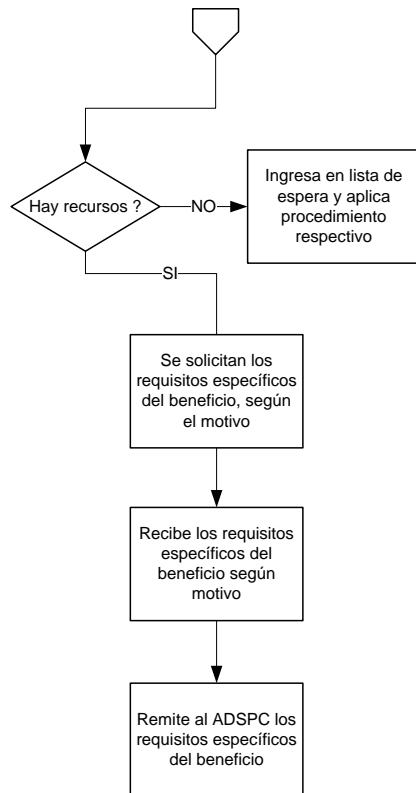 Hay recursos ?
NO
Ingresa en lista de
espera y aplica
procedimiento
respectivo
SI
Se solicitan los
requisitos específicos
del beneficio, según
el motivo
Recibe los requisitos
específicos del
beneficio según
motivo
Remite al ADSPC los
requisitos específicos
del beneficio